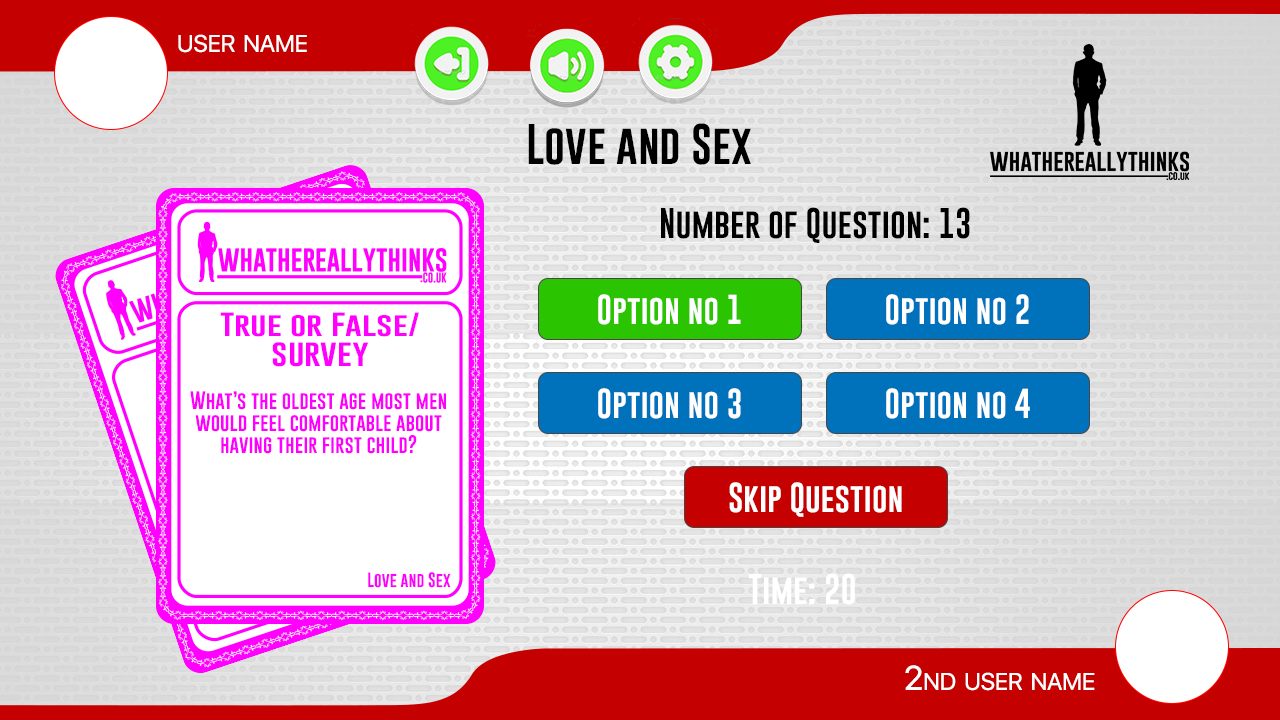 USER NAME
LOVE AND SEX
WHATHEREALLYTHINKS
.CO.UK
NUMBER OF QUESTION: 13
WHATHEREALLYTHINKS
.CO.UK
W
TRUE OR FALSE/
SURVEY
WHAT'S THE OLDEST AGE MOST MEN
WOULD FEEL COMFORTABLE ABOUT
HAVING THEIR FIRST CHILD?
LOVE AND SEX
OPTION NO 1
OPTION NO 2
OPTION NO 3
OPTION NO 4
SKIP QUESTION
TIME: 20
2ND USER NAME